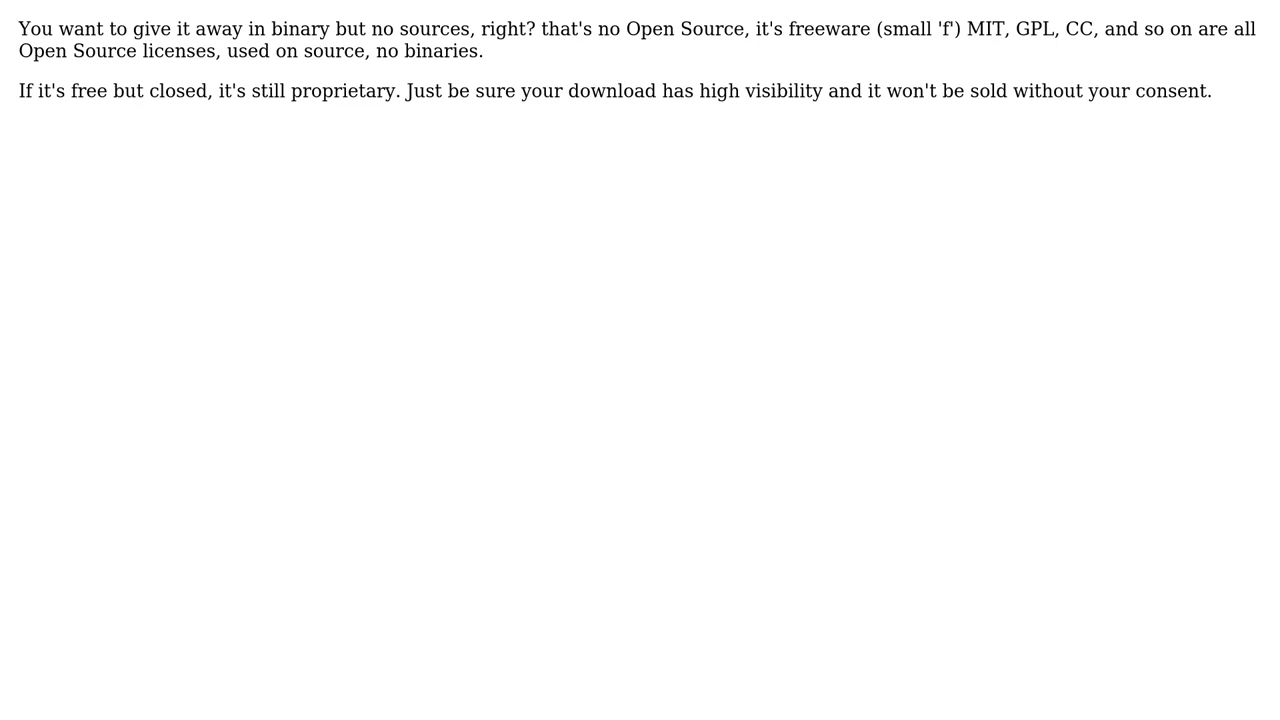 You want to give it away in binary but no sources, right? that's no Open Source, it's freeware (small 'f') MIT, GPL, CC, and so on are all
Open Source licenses, used on source, no binaries.
If it's free but closed, it's still proprietary. Just be sure your download has high visibility and it won't be sold without your consent.